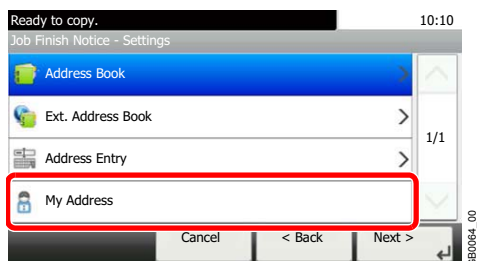 Ready to copy. 10:10
Job Finish Notice - Settings
Address Book
Ext. Address Book
1/1
Address Entry
My Address
Cancel < Back Next >